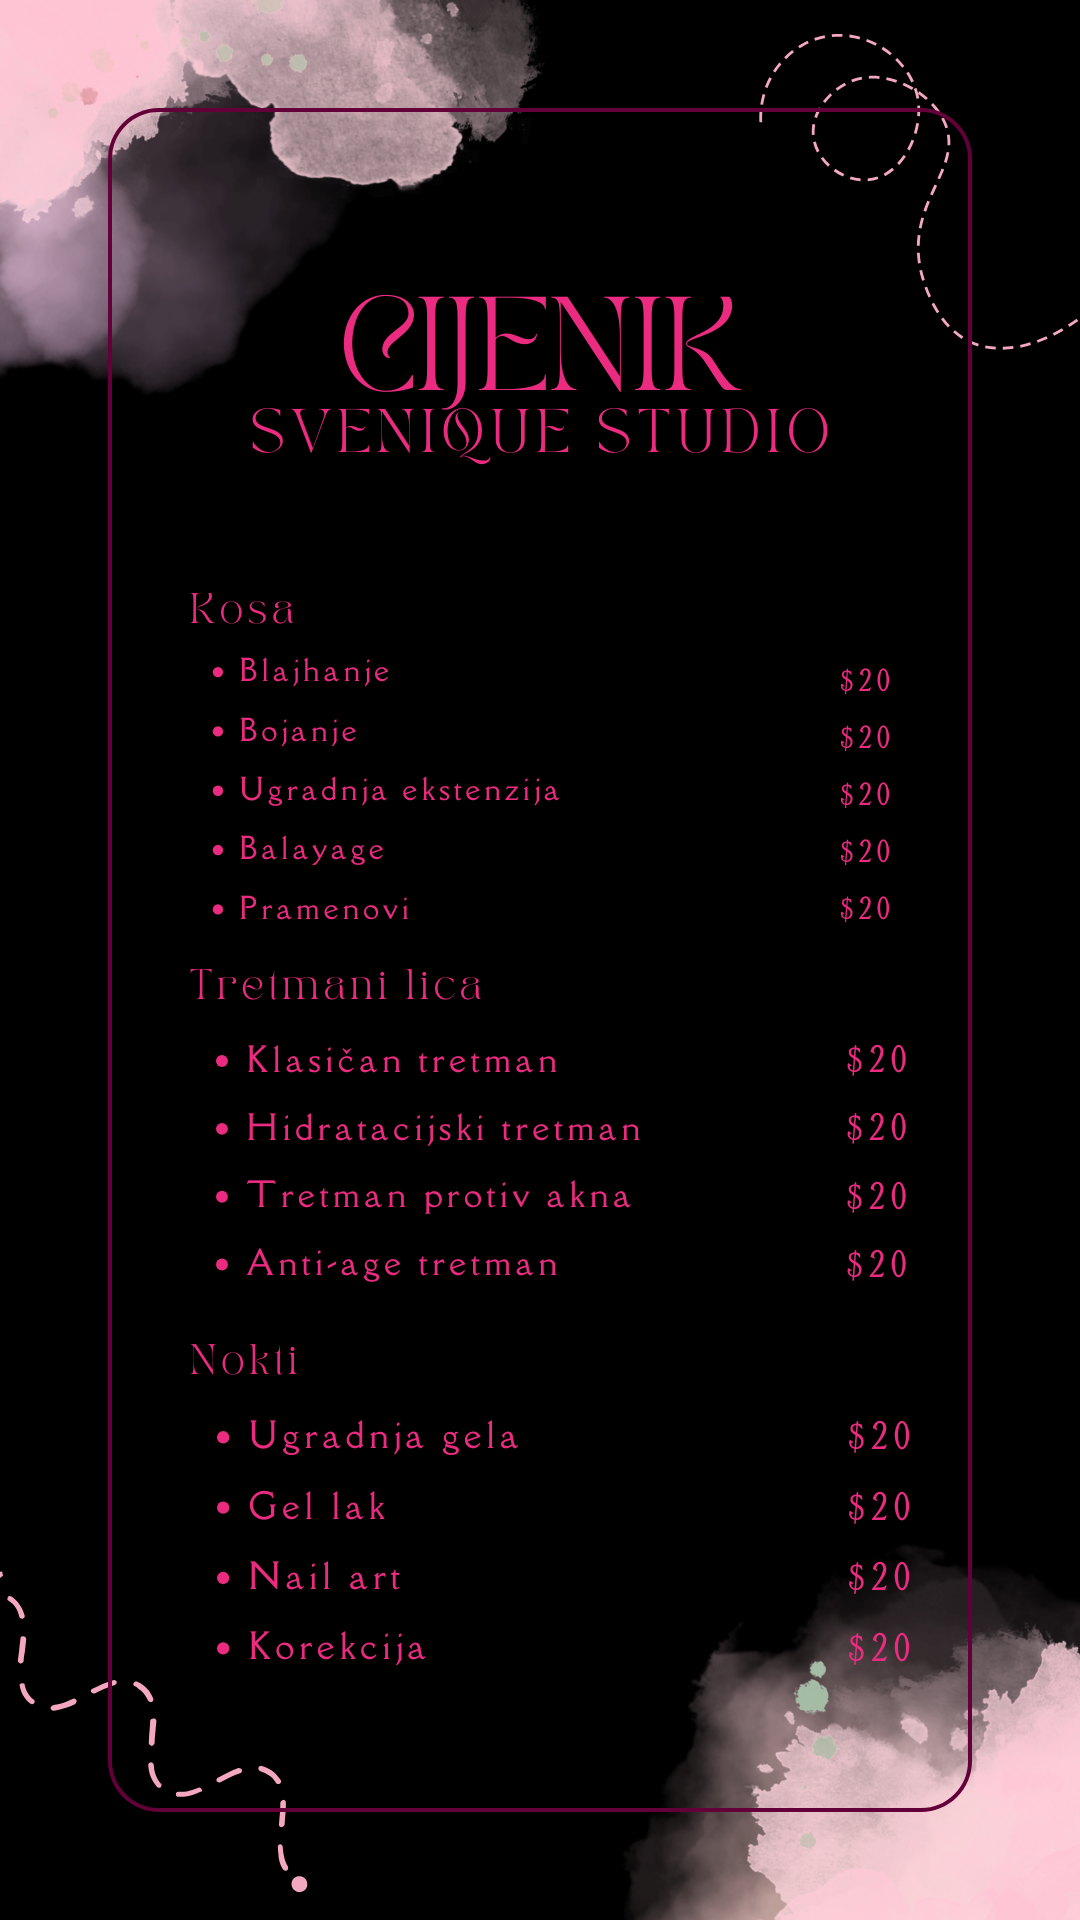 CIJENIK
SVENIQUE STUDIO
Kosa
• Blajhanje $20
• Bojanje $20
• Ugradnja ekstenzija $20
• Balayage $20
• Pramenovi $20
Tretmani lica
• Klasičan tretman $20
• Hidratacijski tretman $20
• Tretman protiv akna $20
• Anti-age tretman $20
Nokti
• Ugradnja gela $20
• Gel lak $20
• Nail art $20
• Korekcija $20